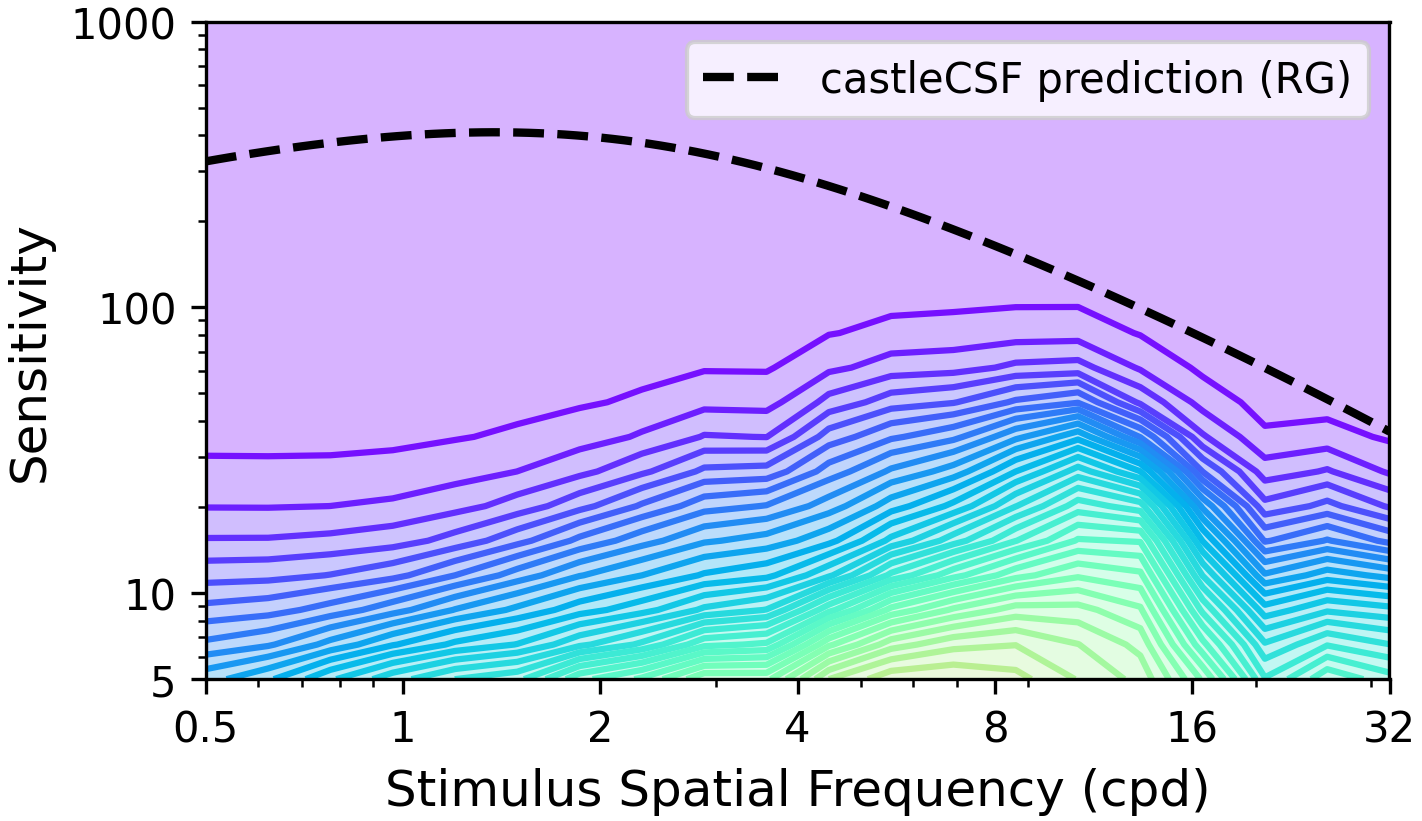 1000
100
10
5
Sensitivity
castleCSF prediction (RG)
0.5 1 2 4 8 16 32
Stimulus Spatial Frequency (cpd)